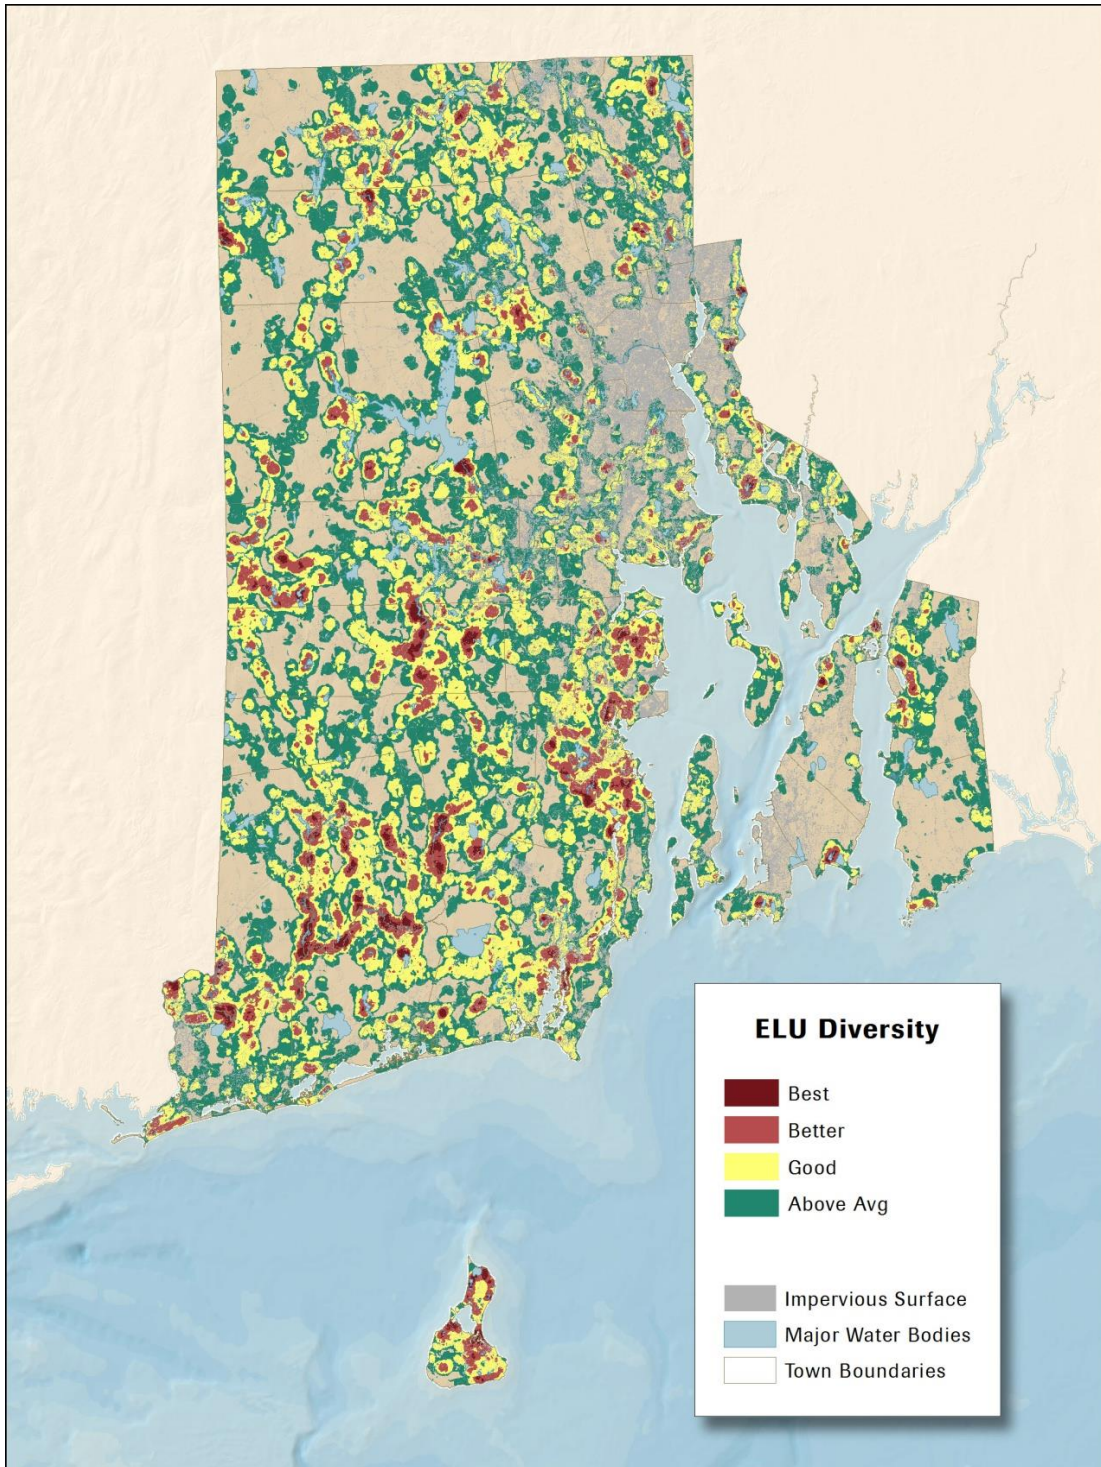 ELU Diversity
Best
Better
Good
Above Avg
Impervious Surface
Major Water Bodies
Town Boundaries